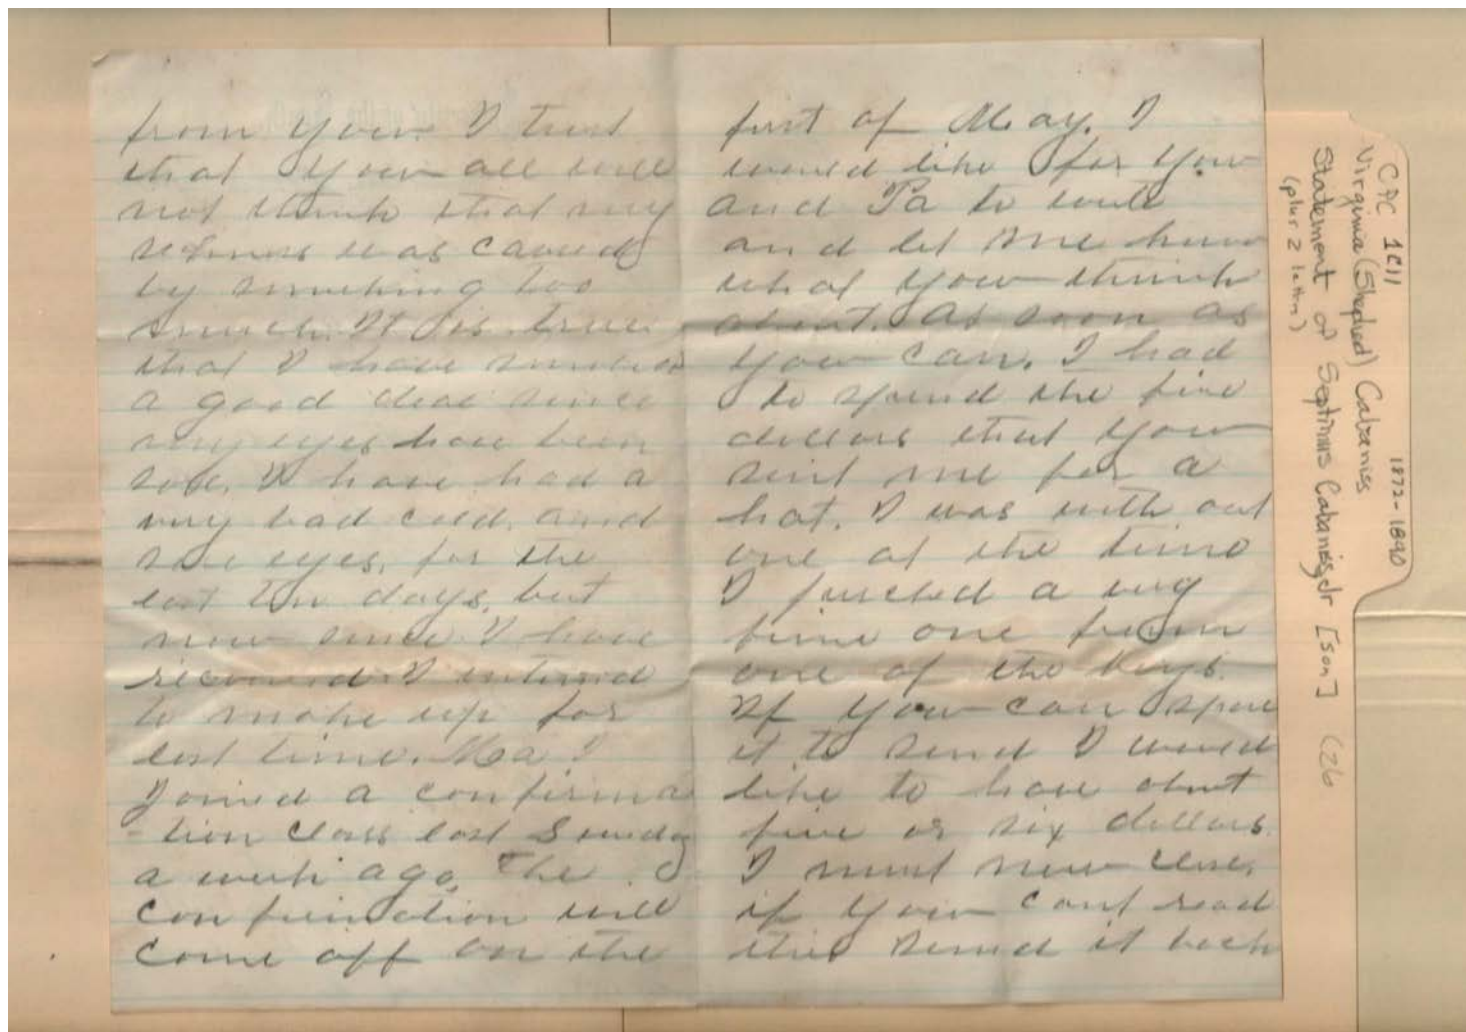 from you. I trust
that you all will
not think that my
sickness was caused
by smoking too
much. It is true
that I have smoked
a good deal since
my eyes have been
sore. I have had a
very bad cold, and
sore eyes, for the
last ten days, but
now since I have
recovered I intend
to make up for
lost time. Ma I
joined a confirma
-tion class last Sunday
a week ago, The
confirmation will
come off on the
first of May. I
would like for you
and Pa to write
and let me know
what you think
about. as soon as
you can. I had
to spend the five
dollars that you
sent me for a
hat. I was with out
one at the time
I a very
fine one from
one of the boys.
If you can spare
it to send I would
like to have about
five or six dollars.
I must now close,
if you cant read
this send it back
CPC 1C11 1872-1890
Virginia (Shepherd) Cabaniss
Statement of Septimus Cabaniss, Jr [son] (26
(plus 2 letters)